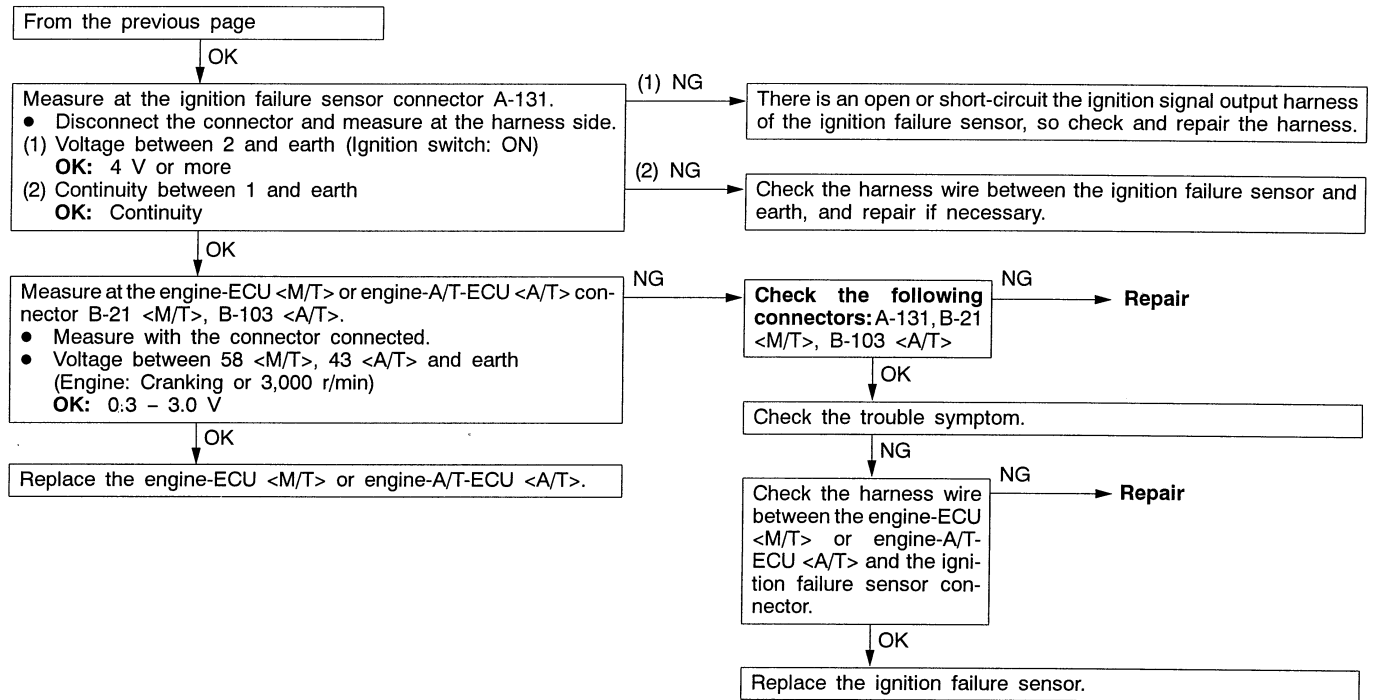 From the previous page
OK
Measure at the ignition failure sensor connector A-131.
● Disconnect the connector and measure at the harness side.
(1) Voltage between 2 and earth (Ignition switch: ON)
OK: 4 V or more
(2) Continuity between 1 and earth
OK: Continuity
(1) NG
There is an open or short-circuit the ignition signal output harness
of the ignition failure sensor, so check and repair the harness.
(2) NG
Check the harness wire between the ignition failure sensor and
earth, and repair if necessary.
OK
Measure at the engine-ECU <M/T> or engine-A/T-ECU <A/T> con-
nector B-21 <M/T>, B-103 <A/T>.
● Measure with the connector connected.
● Voltage between 58 <M/T>, 43 <A/T> and earth
(Engine: Cranking or 3,000 r/min)
OK: 0.3 – 3.0 V
NG
Check the following
connectors: A-131, B-21
<M/T>, B-103 <A/T>
NG
Repair
OK
Check the trouble symptom.
OK
Replace the engine-ECU <M/T> or engine-A/T-ECU <A/T>.
NG
Check the harness wire
between the engine-ECU
<M/T> or engine-A/T-
ECU <A/T> and the igni-
tion failure sensor con-
nector.
NG
Repair
OK
Replace the ignition failure sensor.